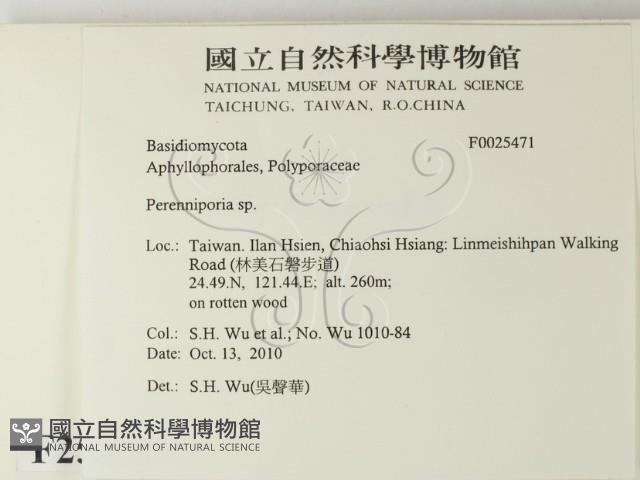 國立自然科學博物館
NATIONAL MUSEUM OF NATURAL SCIENCE
TAICHUNG, TAIWAN, R.O.CHINA
Basidiomycota F0025471
Aphyllophorales, Polyporaceae
Perenniporia sp.
Loc.: Taiwan. Ilan Hsien, Chiaohsi Hsiang: Linmeishihpan Walking
Road (林美石磐步道)
24.49.N, 121.44.E; alt. 260m;
on rotten wood
Col.: S.H. Wu et al.; No. Wu 1010-84
Date: Oct. 13, 2010
Det.: S.H. Wu(吳聲華)
國立自然科學博物館
NATIONAL MUSEUM OF NATURAL SCIENCE